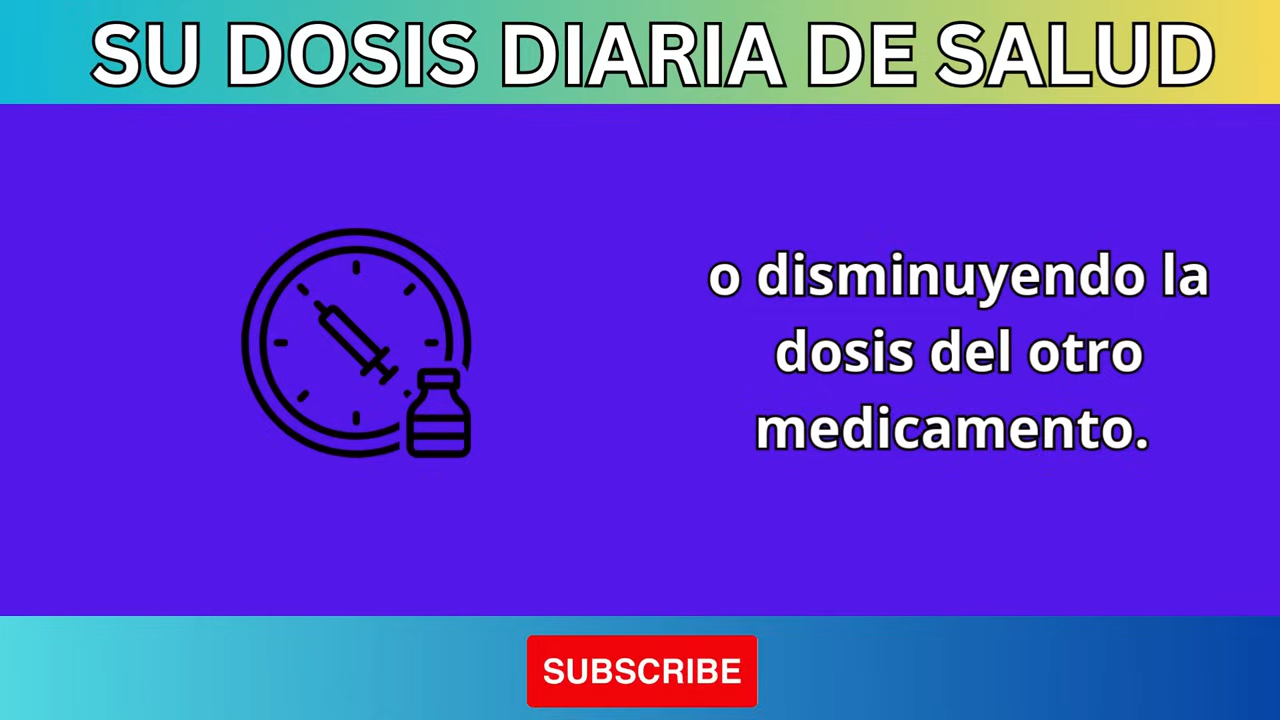 SU DOSIS DIARIA DE SALUD
o disminuyendo la
dosis del otro
medicamento.
SUBSCRIBE